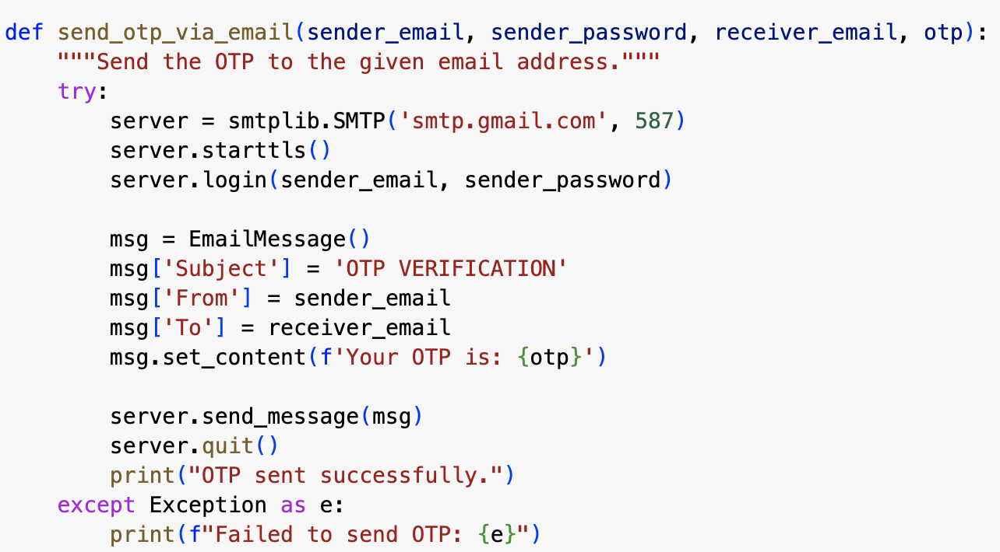 def send_otp_via_email(sender_email, sender_password, receiver_email, otp):
    """Send the OTP to the given email address."""
    try:
        server = smtplib.SMTP('smtp.gmail.com', 587)
        server.starttls()
        server.login(sender_email, sender_password)

        msg = EmailMessage()
        msg['Subject'] = 'OTP VERIFICATION'
        msg['From'] = sender_email
        msg['To'] = receiver_email
        msg.set_content(f'Your OTP is: {otp}')

        server.send_message(msg)
        server.quit()
        print("OTP sent successfully.")
    except Exception as e:
        print(f"Failed to send OTP: {e}")